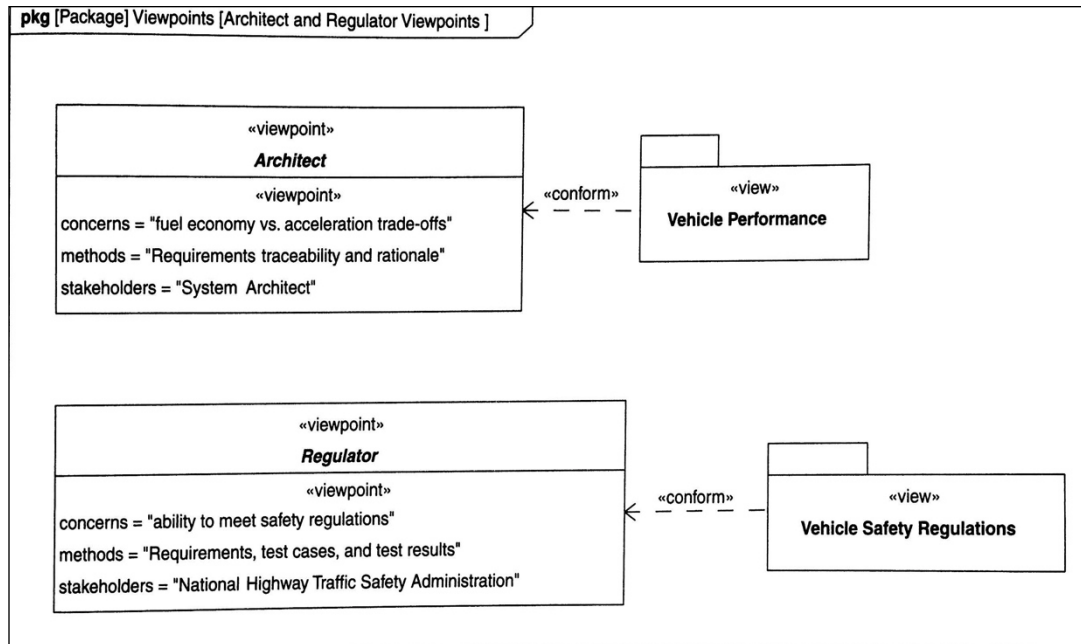 pkg [Package] Viewpoints [Architect and Regulator Viewpoints ]
«viewpoint»
Architect
«viewpoint»
concerns = "fuel economy vs. acceleration trade-offs"
methods = "Requirements traceability and rationale"
stakeholders = "System Architect"
«conform»
«view»
Vehicle Performance
«viewpoint»
Regulator
«viewpoint»
concerns = "ability to meet safety regulations"
methods = "Requirements, test cases, and test results"
stakeholders = "National Highway Traffic Safety Administration"
«conform»
«view»
Vehicle Safety Regulations